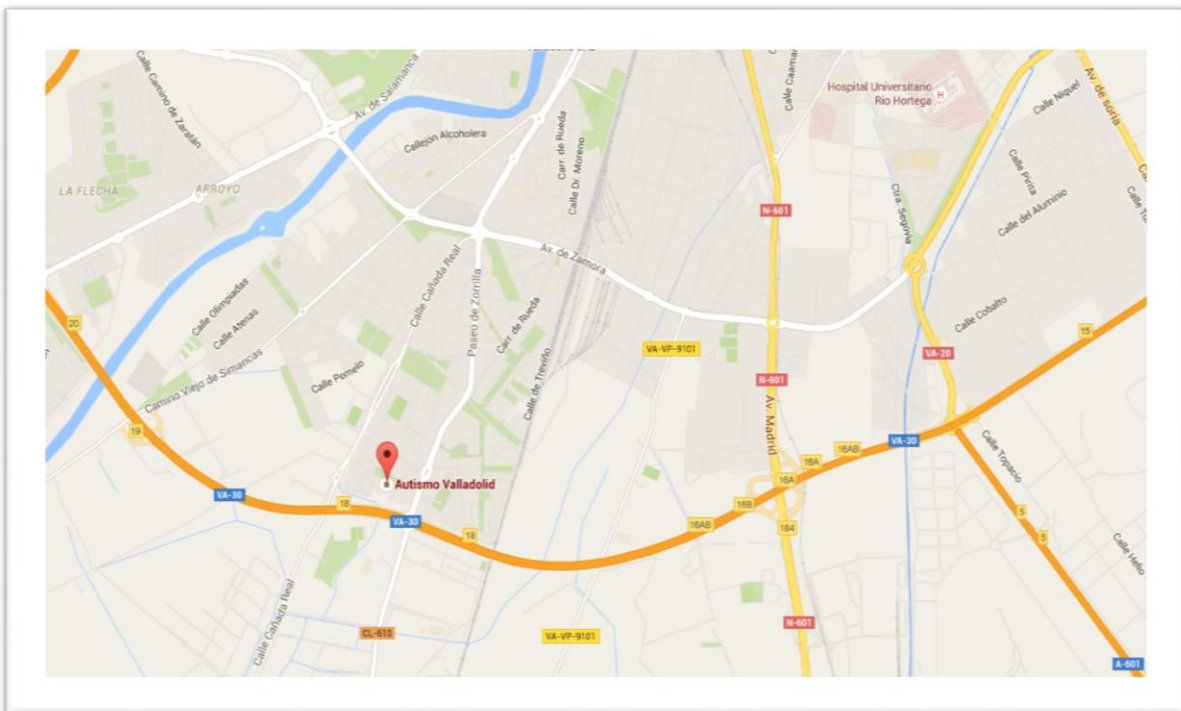 Calle Camino de Zaratán
Av. de Salamanca
Callejón Alcoholera
Carr. de Rueda
Calle Dr. Moreno
Hospital Universitario
Rio Hortega
H
Calle Niquel
Av. de soria
LA FLECHA
ARROYO
N-601
Ctra. Segovia
Calle Pirita
Calle del Aluminio
Av. de Zamora
Calle Cañada Real
Paseo de Zorrilla
Carr. de Rueda
Calle Olimpiadas
Calle Atenas
Calle Cobalto
20
15
VA-VP-9101
VA-20
Camino Viejo de Simancas
Calle Pomelo
Calle de Treviño
N-601
Av. Madrid
19
VA-30
16AB
16A
16A
Calle Topacio
Autismo Valladolid
VA-30
18
VA-30
18
16B
16AB
184
5
5
Calle Helio
Calle Cañada Real
CL-610
VA-VP-9101
N-601
A-601